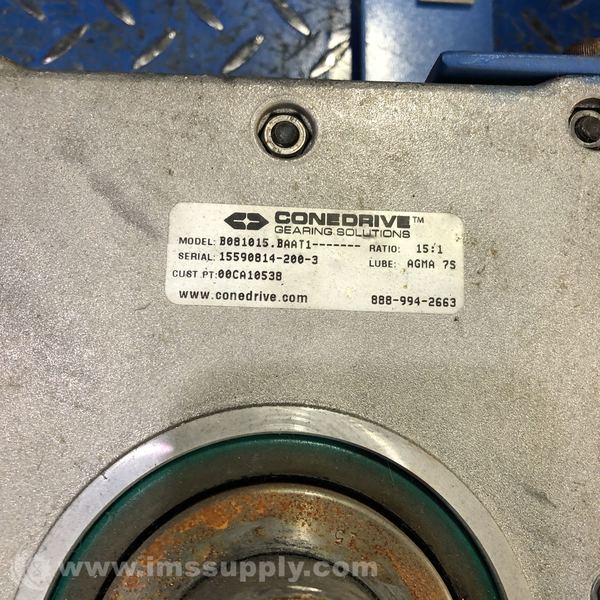 CONEDRIVE™
GEARING SOLUTIONS
MODEL: B081015.BAAT1------- RATIO: 15:1
SERIAL: 15590814-200-3 LUBE: AGMA 7S
CUST PT:00CA10538
www.conedrive.com 888-994-2663
www.imssupply.com